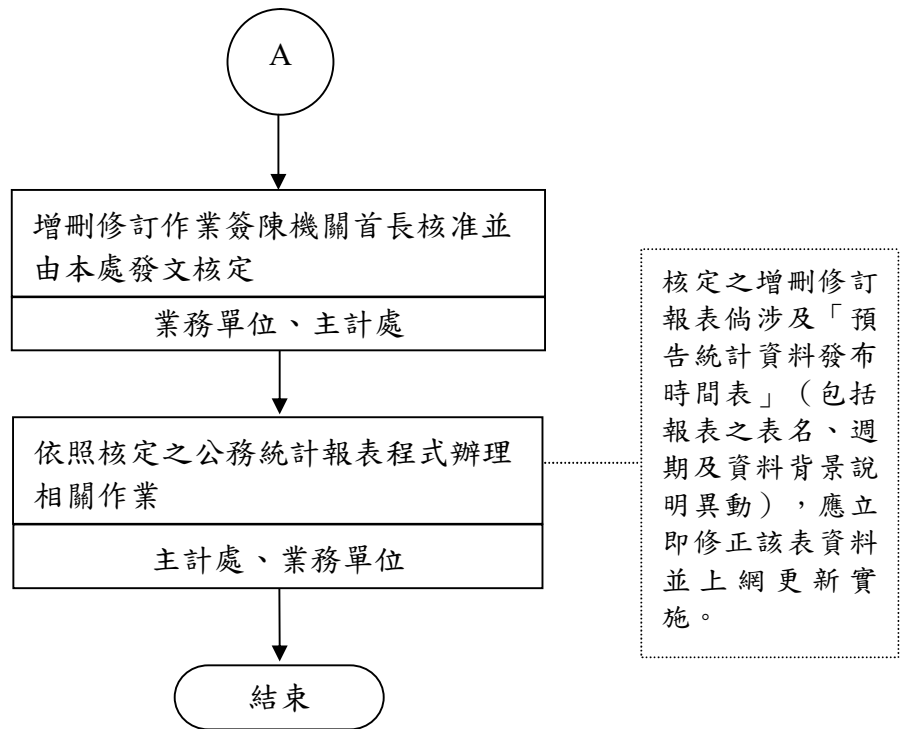 A
增刪修訂作業簽陳機關首長核准並
由本處發文核定
業務單位、主計處
依照核定之公務統計報表程式辦理
相關作業
主計處、業務單位
結束
核定之增刪修訂
報表倘涉及「預
告統計資料發布
時間表」（包括
報表之表名、週
期及資料背景說
明異動），應立
即修正該表資料
並上網更新實
施。